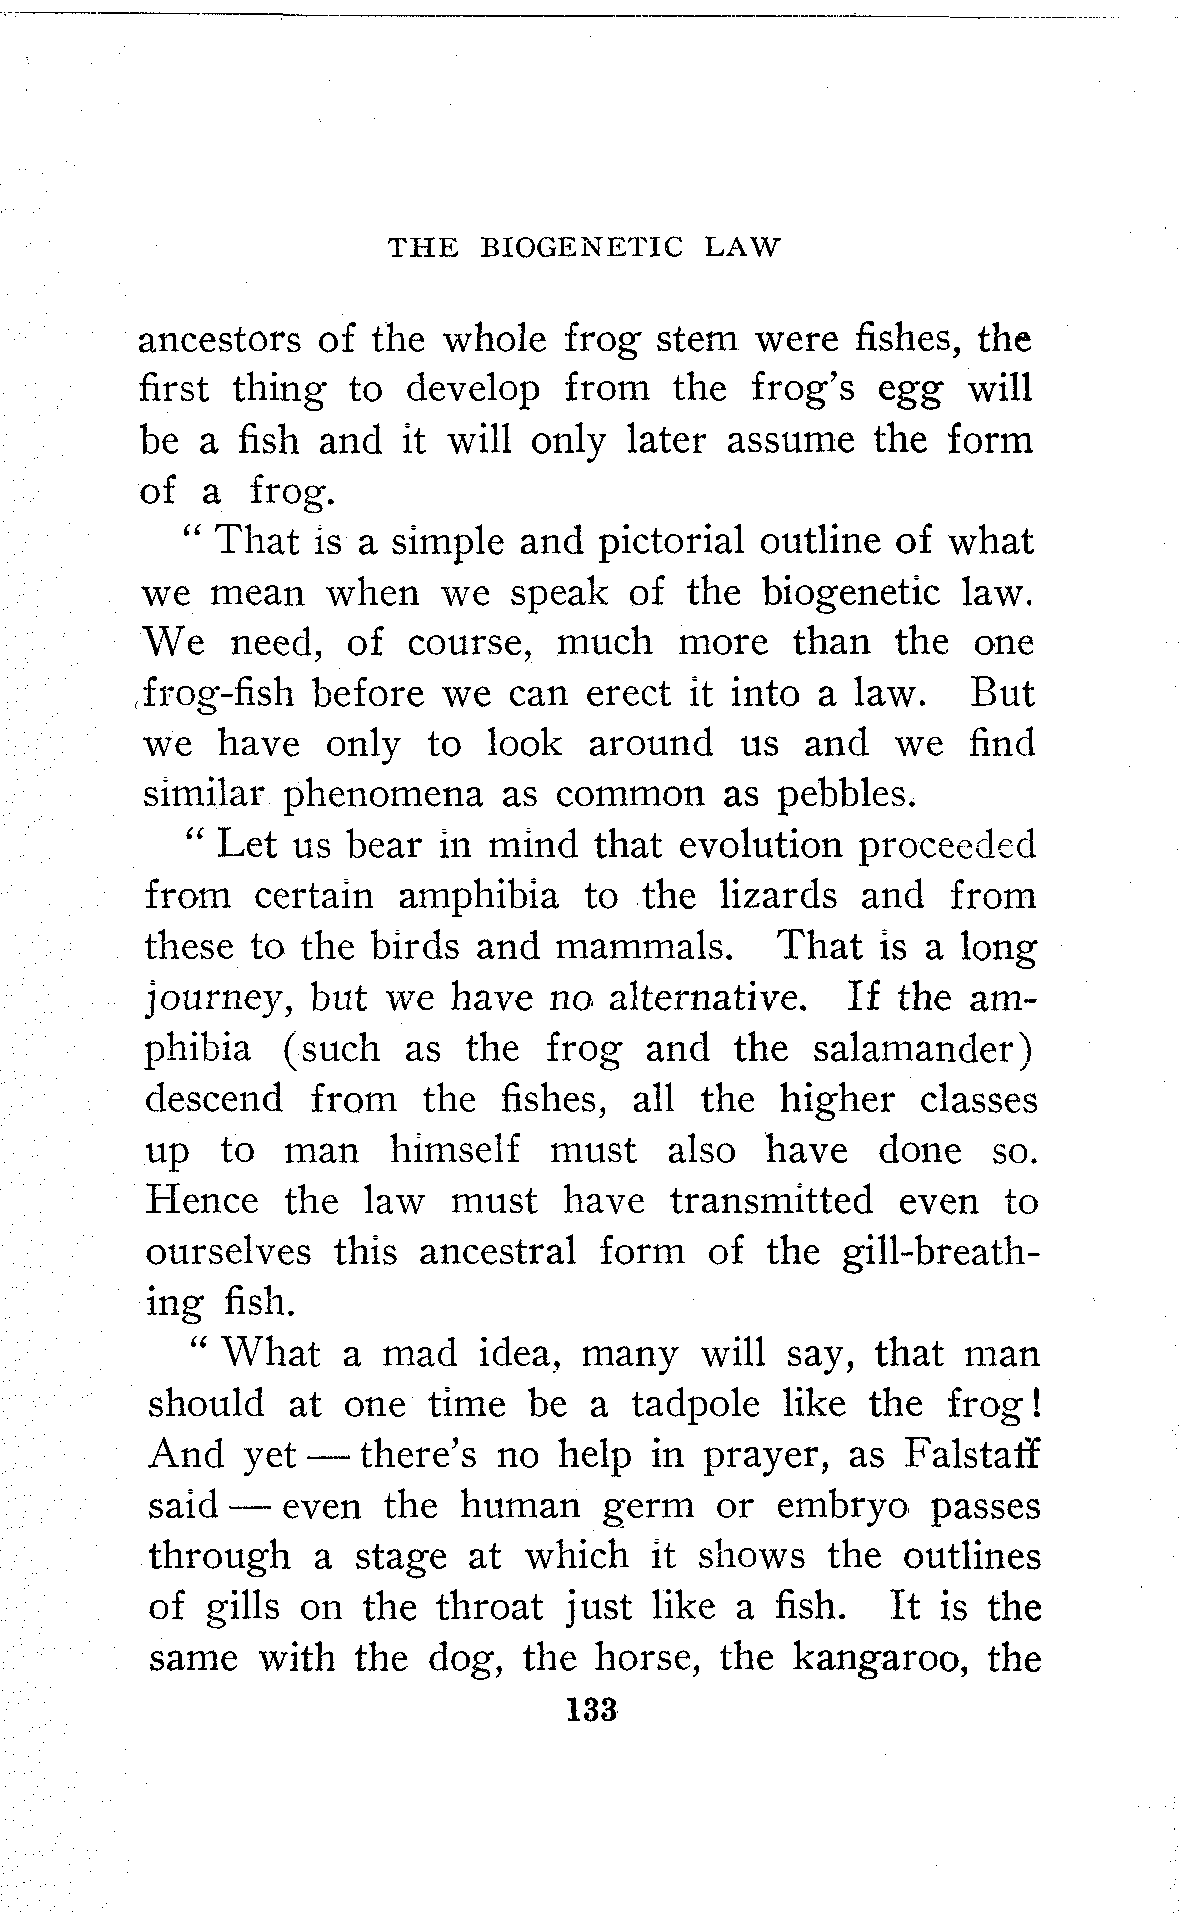 THE BIOGENETIC LAW
ancestors of the whole frog stem were fishes, the
first thing to develop from the frog's egg will
be a fish and it will only later assume the form
of a frog.
“ That is a simple and pictorial outline of what
we mean when we speak of the biogenetic law.
We need, of course, much more than the one
frog-fish before we can erect it into a law. But
we have only to look around us and we find
similar phenomena as common as pebbles.
“ Let us bear in mind that evolution proceeded
from certain amphibia to the lizards and from
these to the birds and mammals. That is a long
journey, but we have no alternative. If the am-
phibia (such as the frog and the salamander)
descend from the fishes, all the higher classes
up to man himself must also have done so.
Hence the law must have transmitted even to
ourselves this ancestral form of the gill-breath-
ing fish.
“ What a mad idea, many will say, that man
should at one time be a tadpole like the frog!
And yet — there's no help in prayer, as Falstaff
said — even the human germ or embryo passes
through a stage at which it shows the outlines
of gills on the throat just like a fish. It is the
same with the dog, the horse, the kangaroo, the
133